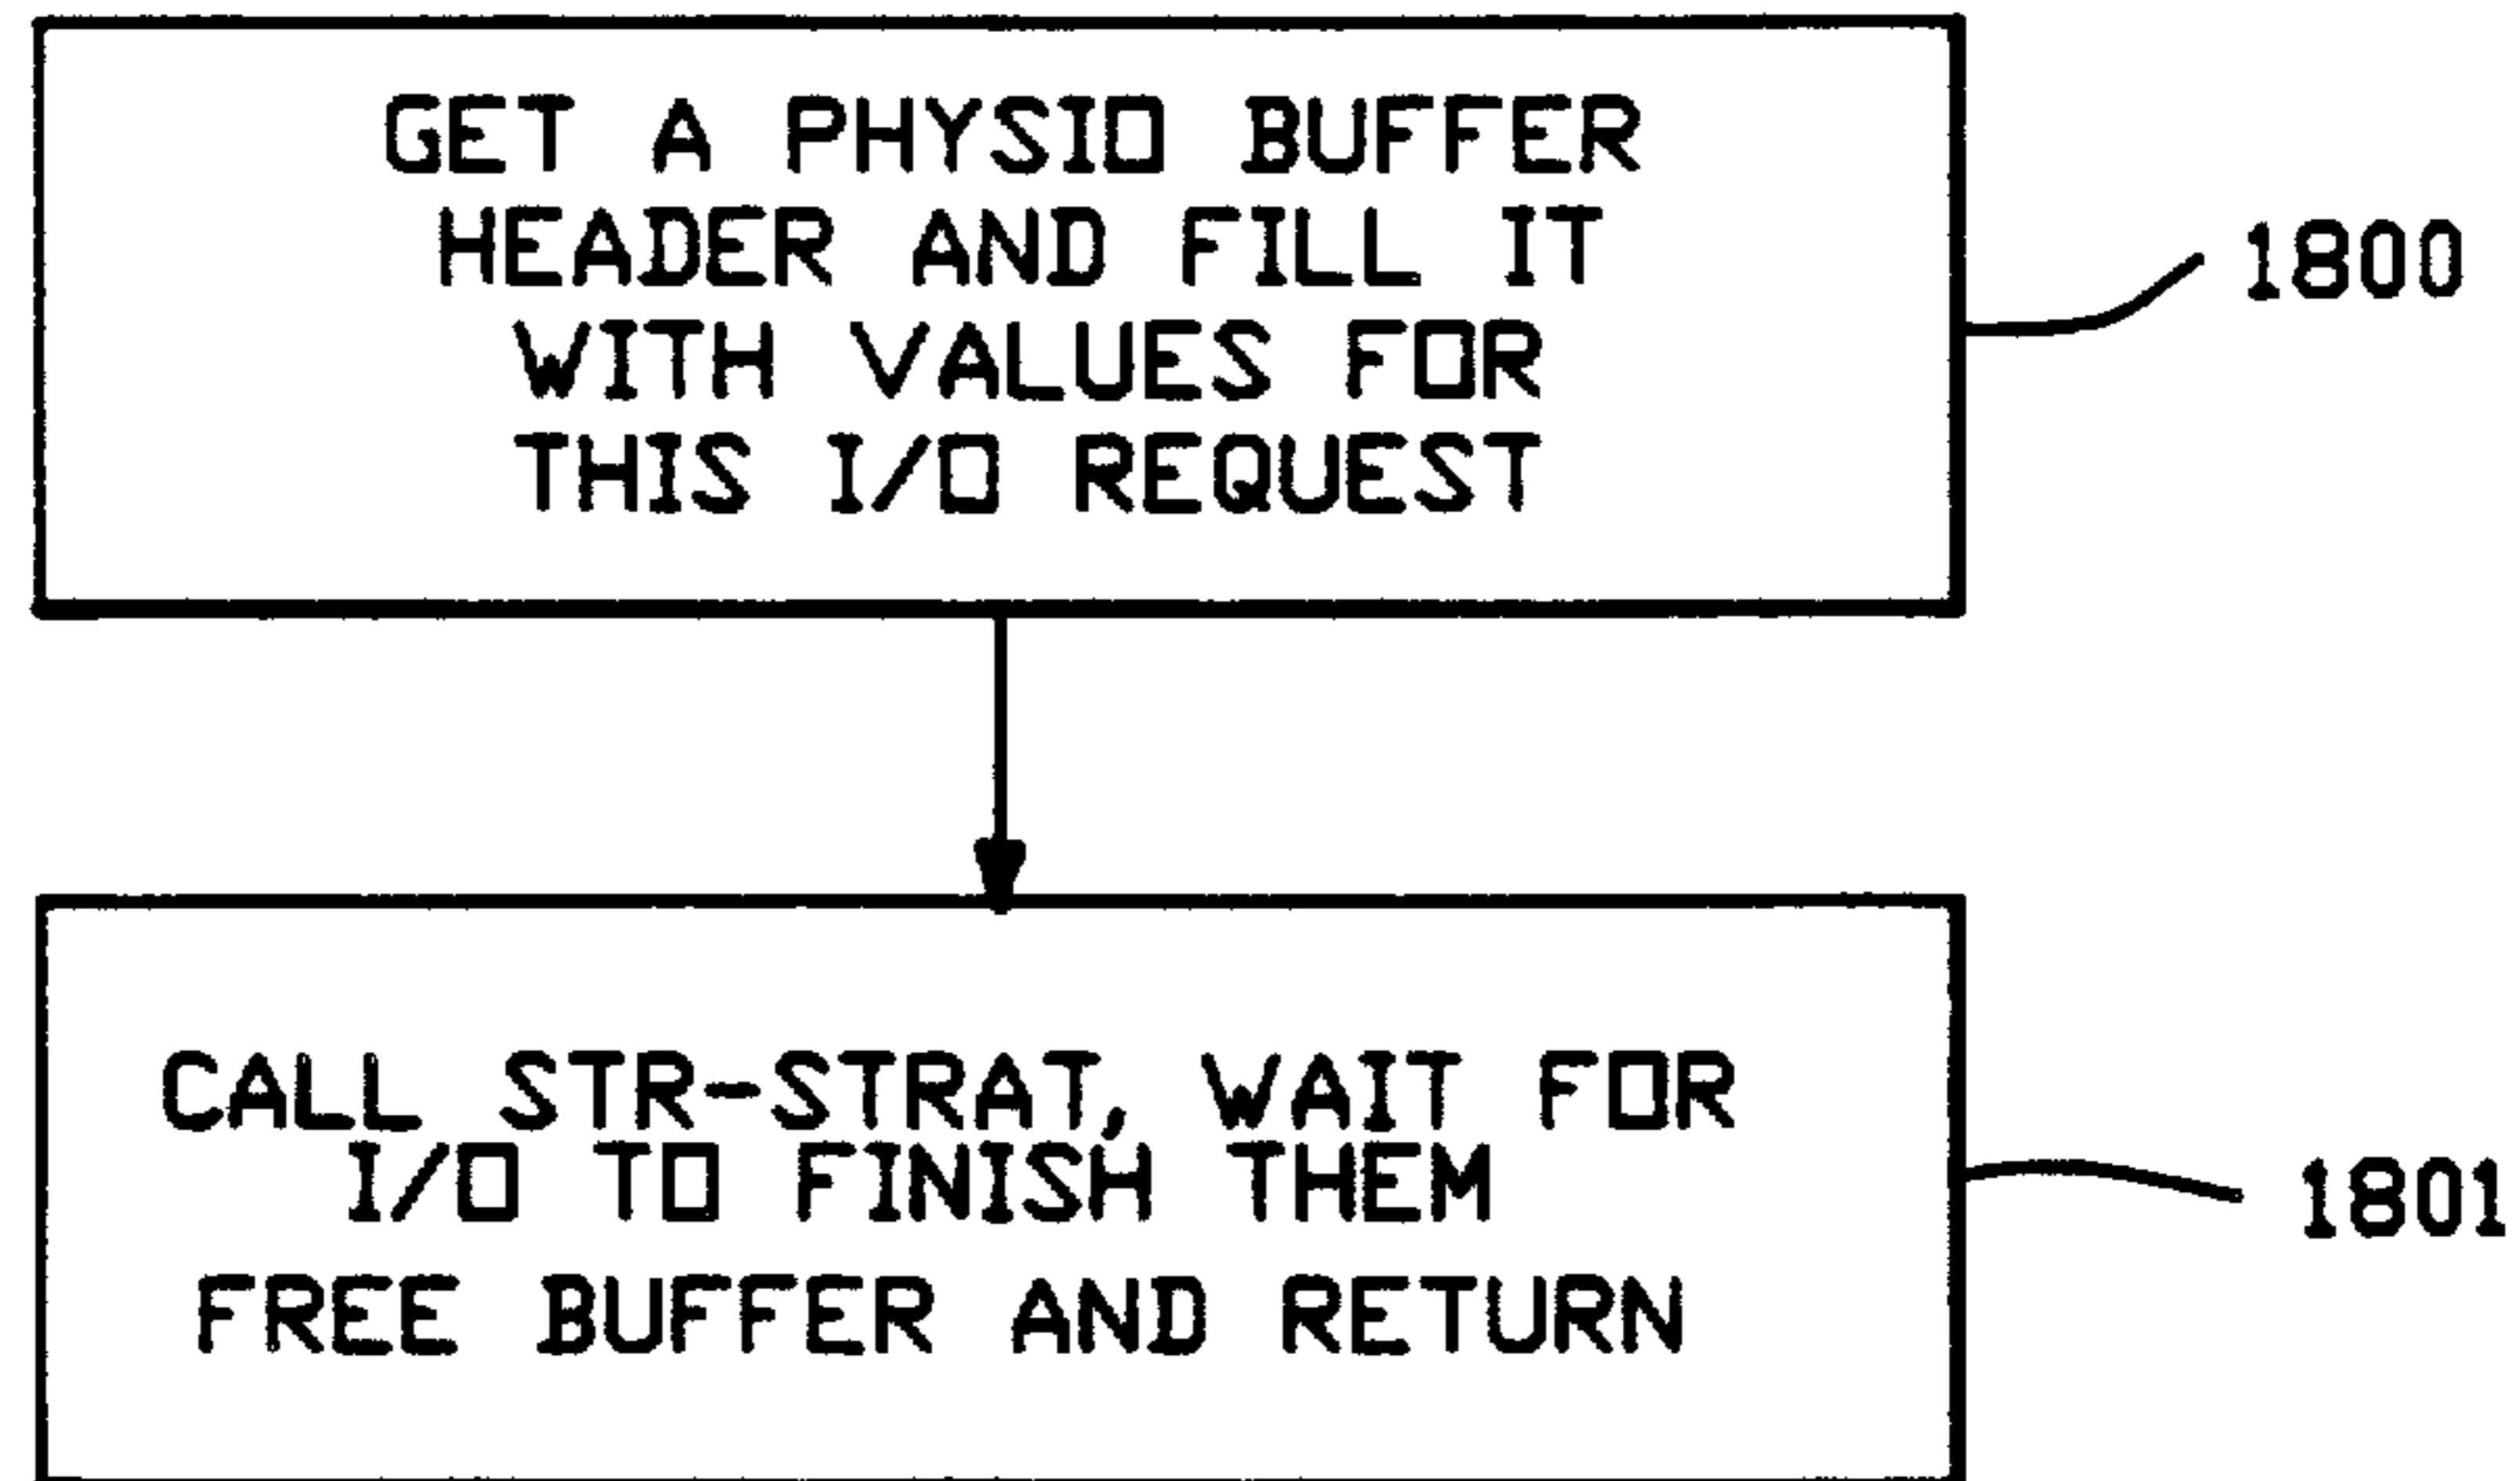 GET A PHYSIO BUFFER
HEADER AND FILL IT
WITH VALUES FOR
THIS I/O REQUEST
1800
CALL STR-STRAT, WAIT FOR
I/O TO FINISH THEM
FREE BUFFER AND RETURN
1801